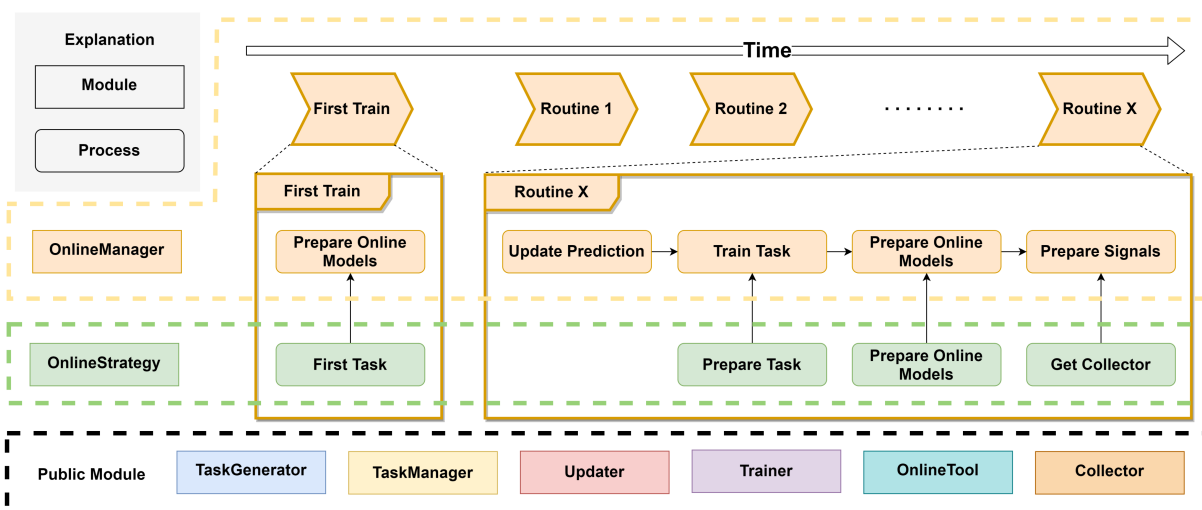 Explanation
Module
Process
Time
First Train
Routine 1
Routine 2
........
Routine X
First Train
Routine X
OnlineManager
Prepare Online
Models
Update Prediction
Train Task
Prepare Online
Models
Prepare Signals
OnlineStrategy
First Task
Prepare Task
Prepare Online
Models
Get Collector
Public Module
TaskGenerator
TaskManager
Updater
Trainer
OnlineTool
Collector